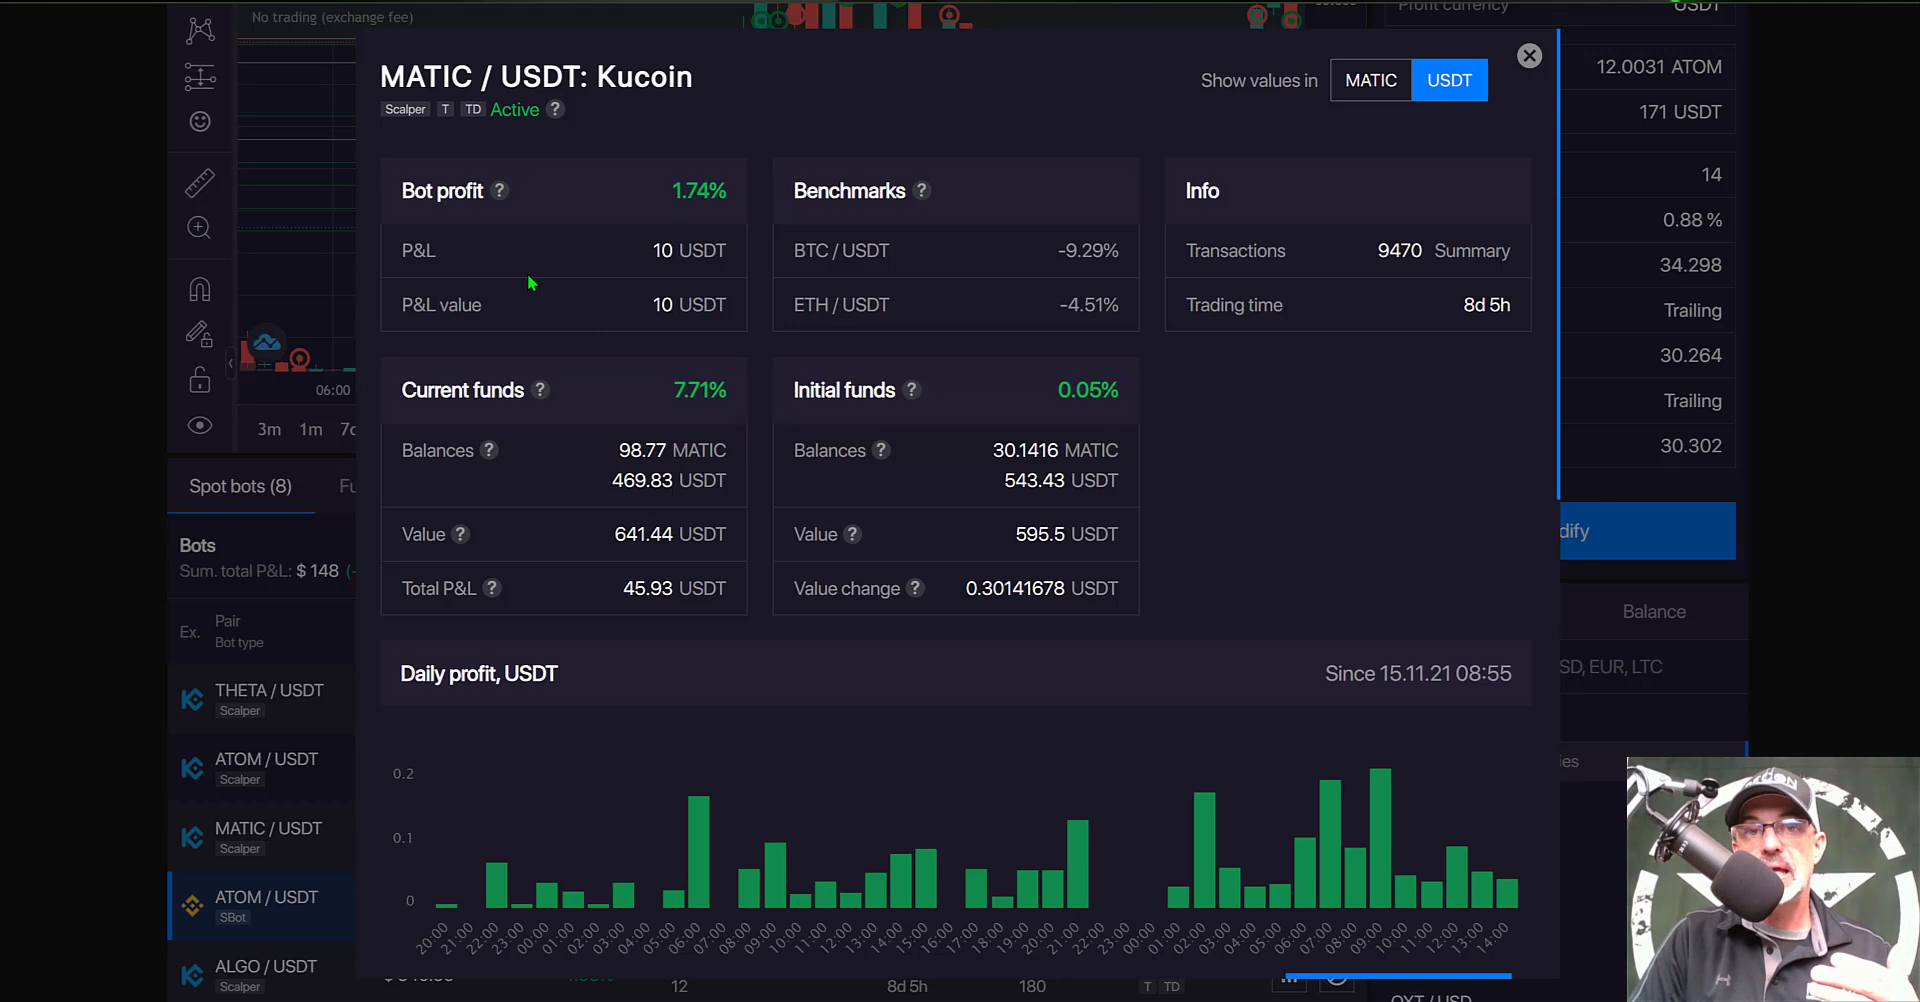 No trading (exchange fee)
Profit currency
USDT
MATIC / USDT: Kucoin
Scalper T TD Active ?
Show values in MATIC USDT
12.0031 ATOM
171 USDT
14
0.88 %
34.298
Trailing
30.264
Trailing
30.302
dify
Balance
SD, EUR, LTC
ies
Bot profit ? 1.74%
P&L 10 USDT
P&L value 10 USDT
Benchmarks ?
BTC / USDT -9.29%
ETH / USDT -4.51%
Info
Transactions 9470 Summary
Trading time 8d 5h
Current funds ? 7.71%
Balances ? 98.77 MATIC
469.83 USDT
Value ? 641.44 USDT
Total P&L ? 45.93 USDT
Initial funds ? 0.05%
Balances ? 30.1416 MATIC
543.43 USDT
Value ? 595.5 USDT
Value change ? 0.30141678 USDT
Daily profit, USDT
Since 15.11.21 08:55
0.2
0.1
0
20:00 21:00 22:00 23:00 00:00 01:00 02:00 03:00 04:00 05:00 06:00 07:00 08:00 09:00 10:00 11:00 12:00 13:00 14:00 15:00 16:00 17:00 18:00 19:00 20:00 21:00 22:00 23:00 00:00 01:00 02:00 03:00 04:00 05:00 06:00 07:00 08:00 09:00 10:00 11:00 12:00 13:00 14:00
06:00
3m 1m
Spot bots (8) Fu
Bots
Sum. total P&L: $ 148
Ex.
Pair
Bot type
THETA / USDT
Scalper
ATOM / USDT
Scalper
MATIC / USDT
Scalper
ATOM / USDT
SBot
ALGO / USDT
Scalper
12
8d 5h
180
T TD